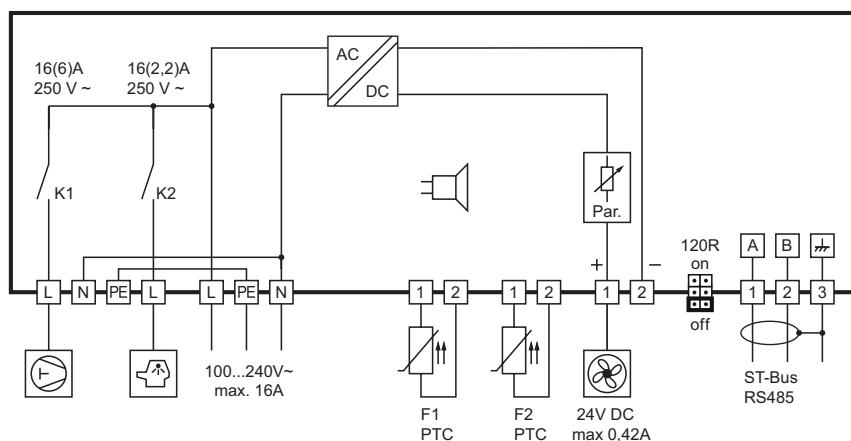 16(6)A
250 V ~
16(2,2)A
250 V ~
AC
DC
K1
K2
Par.
+
–
120R
on
off
A
B
L
N
PE
L
L
PE
N
1
2
1
2
1
2
1
2
3
100...240V~
max. 16A
F1
PTC
F2
PTC
24V DC
max 0,42A
ST-Bus
RS485